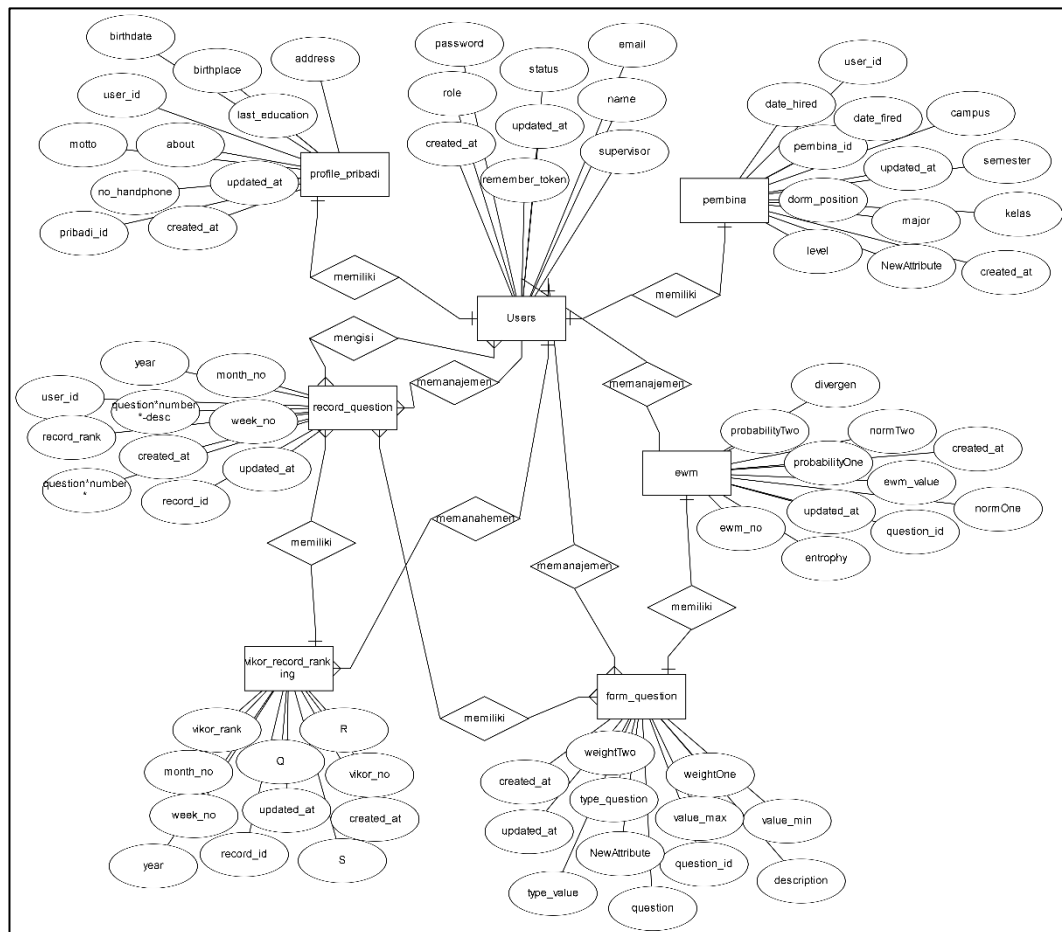 birthdate
birthplace
address
user_id
last_education
motto
about
no_handphone
updated_at
profile_pribadi
pribadi_id
created_at
password
email
status
role
name
updated_at
created_at
supervisor
remember_token
user_id
date_hired
date_fired
campus
pembina_id
updated_at
semester
pembina
dorm_position
major
kelas
level
NewAttribute
created_at
memiliki
Users
memiliki
mengisi
memanajemen
memanajemen
year
month_no
user_id
question*number
*-desc
record_question
record_rank
week_no
created_at
updated_at
question*number
*
record_id
divergen
probabilityTwo
normTwo
created_at
probabilityOne
ewm
ewm_value
updated_at
normOne
ewm_no
question_id
entrophy
memiliki
memanahemen
memanajemen
memiliki
vikor_record_rank
ing
memiliki
form_question
vikor_rank
R
month_no
Q
vikor_no
week_no
updated_at
created_at
year
record_id
S
weightTwo
weightOne
created_at
type_question
value_max
value_min
updated_at
NewAttribute
question_id
type_value
description
question